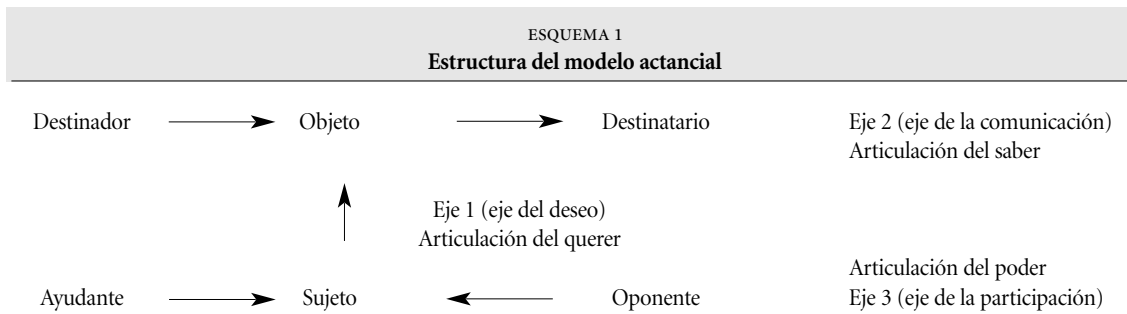 ESQUEMA 1
Estructura del modelo actancial
Destinador Objeto Destinatario Eje 2 (eje de la comunicación)
Articulación del saber
Eje 1 (eje del deseo)
Articulación del querer
Articulación del poder
Ayudante Sujeto Oponente Eje 3 (eje de la participación)